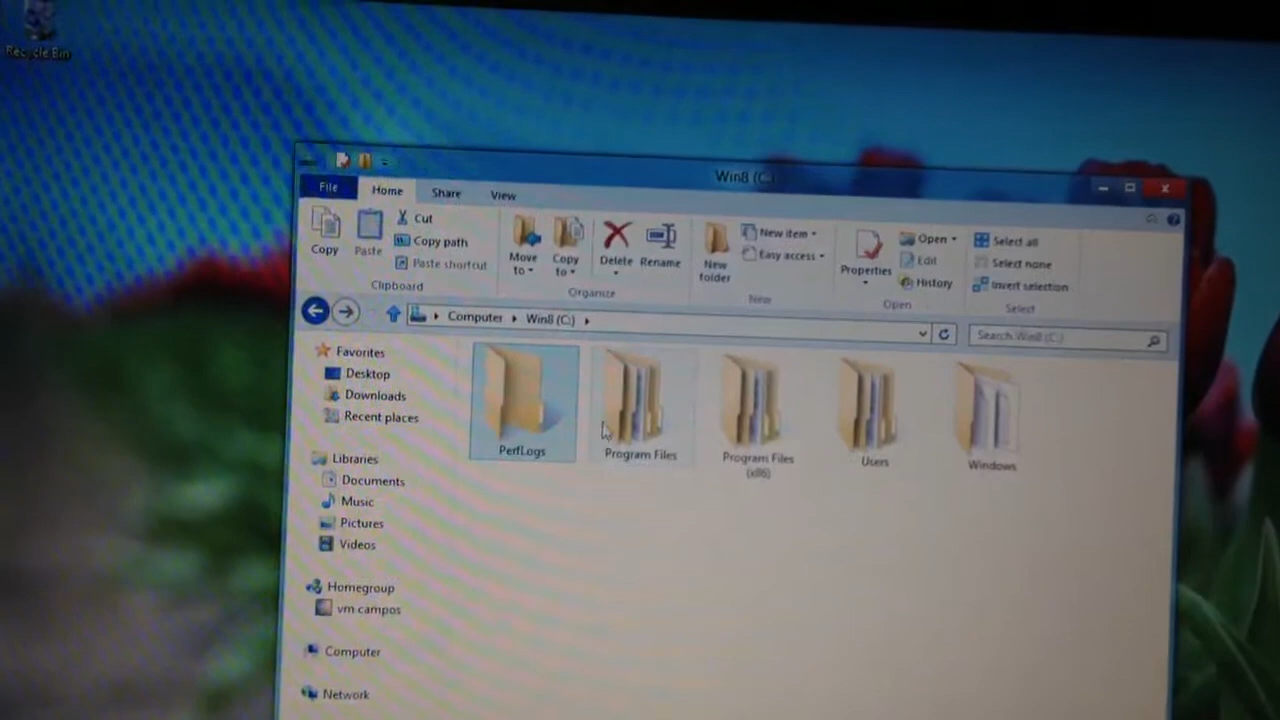 Recycle Bin
Win8 (C:)
File Home Share View
Copy
Paste
Cut
Copy path
Paste shortcut
Clipboard
Move to
Copy to
Delete
Rename
Organize
New folder
New item
Easy access
New
Properties
Open
Edit
History
Open
Select all
Select none
Invert selection
Select
Computer Win8 (C:)
Search Win8 (C:)
Favorites
Desktop
Downloads
Recent places
Libraries
Documents
Music
Pictures
Videos
Homegroup
vm campos
Computer
Network
PerfLogs
Program Files
Program Files
(x86)
Users
Windows